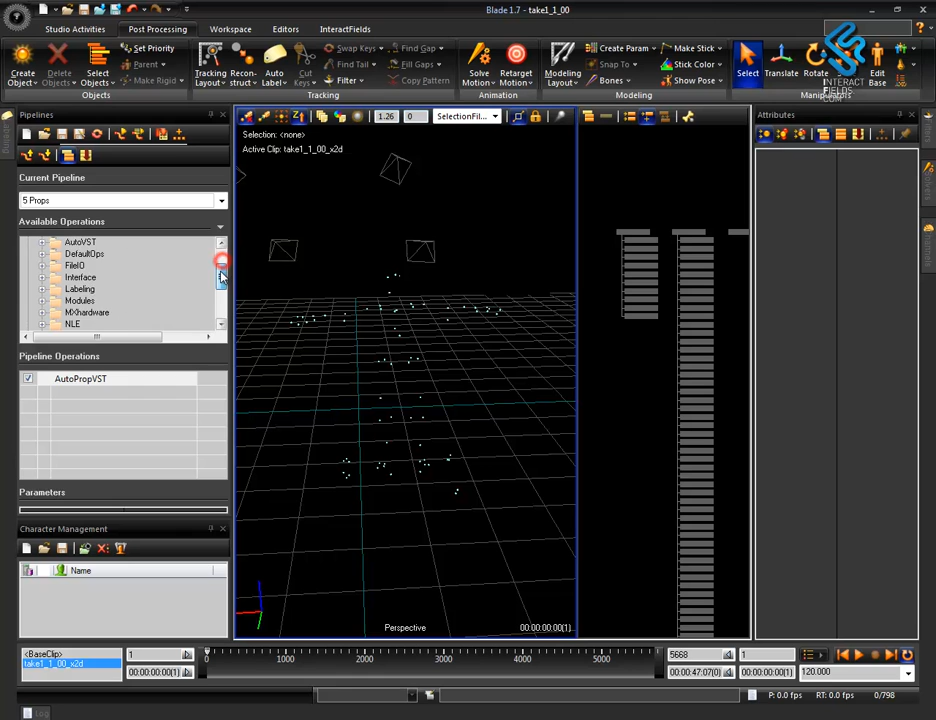 Blade 1.7 - take1_1_00
Studio Activities
Post Processing
Workspace
Editors
InteractFields
Create Object
Delete Objects
Select Objects
Set Priority
Parent
Make Rigid
Objects
Tracking Layout
Recon- struct
Auto Label
Cut Keys
Swap Keys
Find Tail
Filter
Find Gap
Fill Gaps
Copy Pattern
Tracking
Solve Motion
Retarget Motion
Animation
Modeling Layout
Create Param
Snap To
Bones
Make Stick
Stick Color
Show Pose
Modeling
Select
Translate
Rotate
Edit Base
Manipulators
INTERACT
FIELDS
.COM
Pipelines
Current Pipeline
5 Props
Available Operations
AutoVST
DefaultOps
FileIO
Interface
Labeling
Modules
MXhardware
NLE
Pipeline Operations
AutoPropVST
Parameters
Character Management
Name
1.26
0
SelectionFil...
Selection: <none>
Active Clip: take1_1_00_x2d
Perspective
00:00:00:00(1)
Attributes
Labeling
Filters
Solvers
Channels
<BaseClip>
take1_1_00_x2d
1
00:00:00:00(1)
0
1000
2000
3000
4000
5000
5668
00:00:47:07(0)
1
00:00:00:00(1)
120.000
P: 0.0 fps
RT: 0.0 fps
0/798
Log